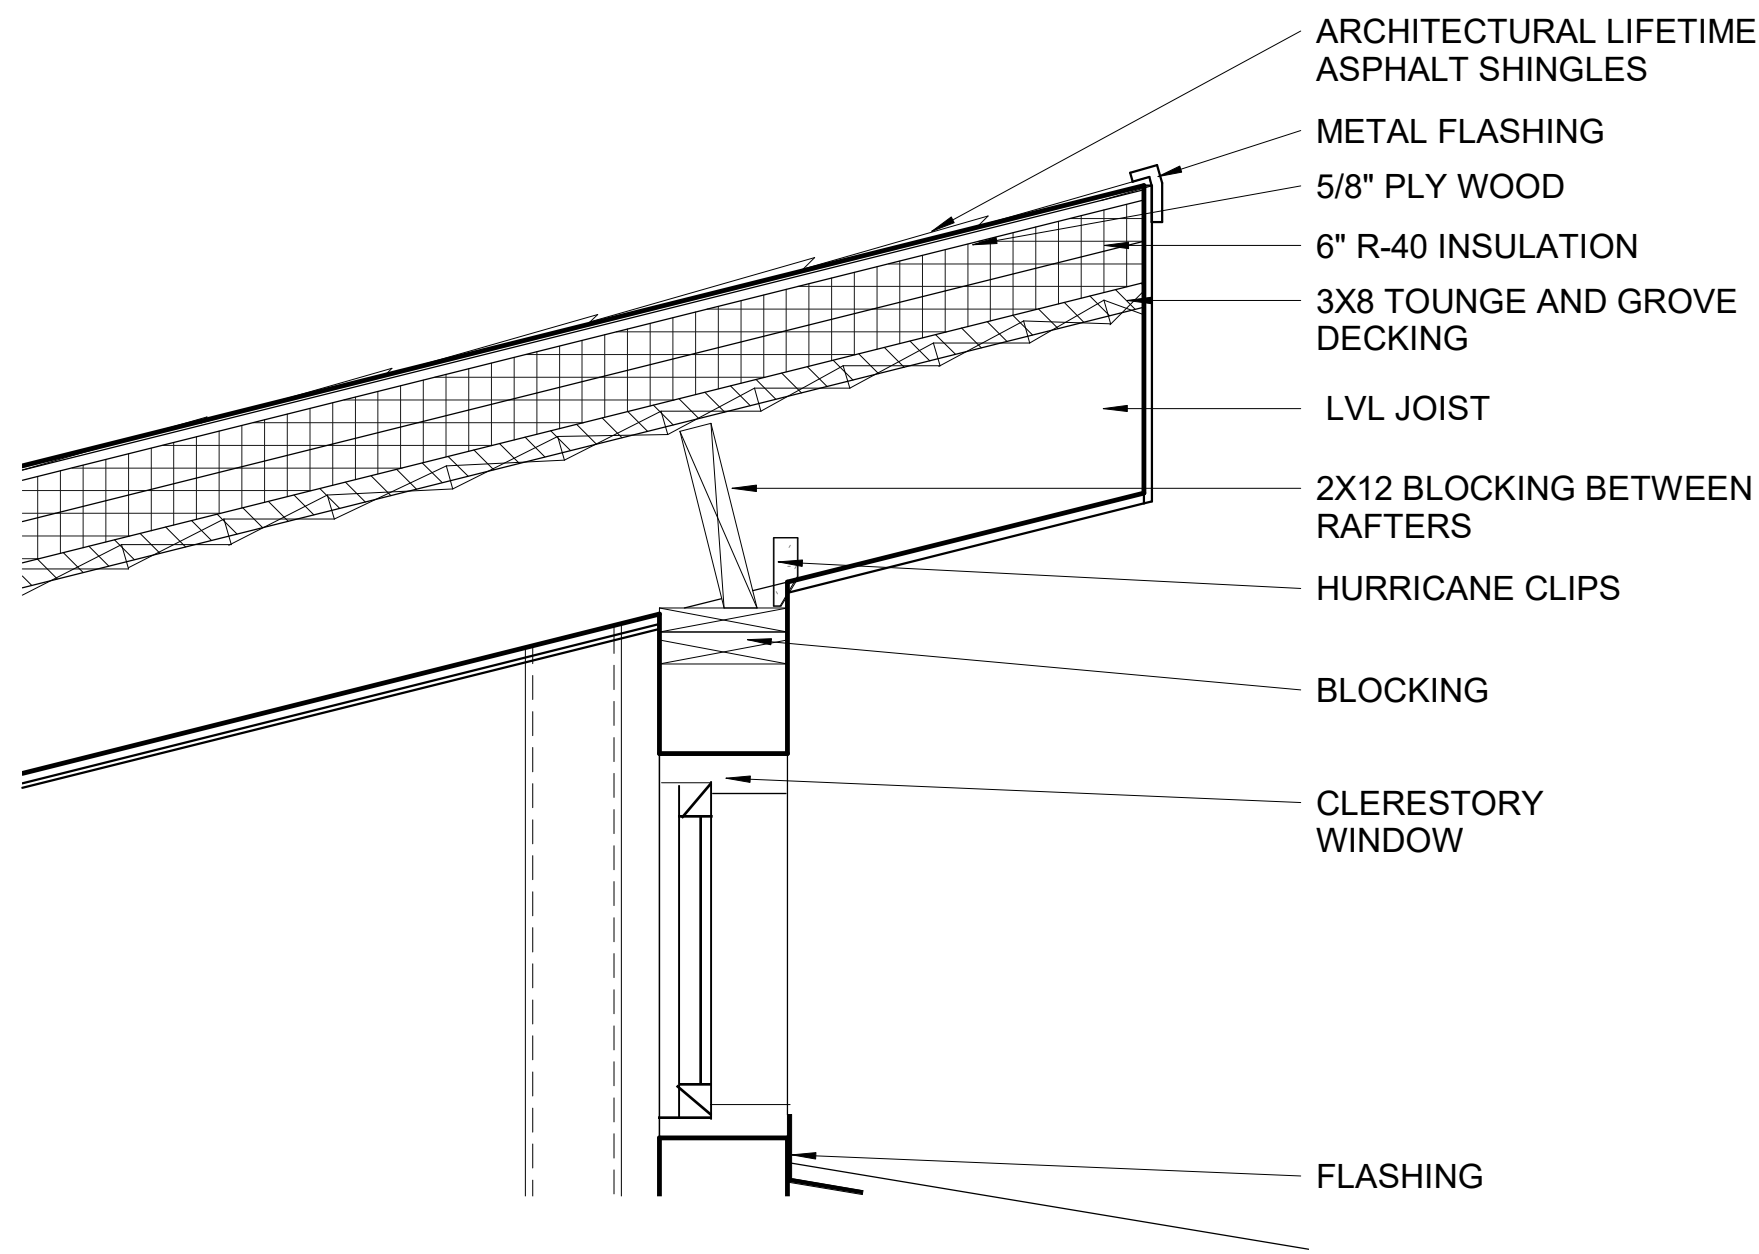 ARCHITECTURAL LIFETIME
ASPHALT SHINGLES
METAL FLASHING
5/8" PLY WOOD
6" R-40 INSULATION
3X8 TOUNGE AND GROVE
DECKING
LVL JOIST
2X12 BLOCKING BETWEEN
RAFTERS
HURRICANE CLIPS
BLOCKING
CLERESTORY
WINDOW
FLASHING